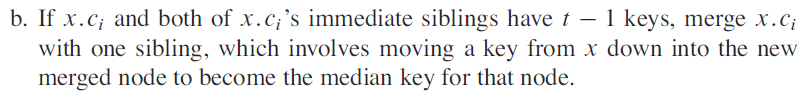 b. If x.cᵢ and both of x.cᵢ’s immediate siblings have t − 1 keys, merge x.cᵢ
with one sibling, which involves moving a key from x down into the new
merged node to become the median key for that node.